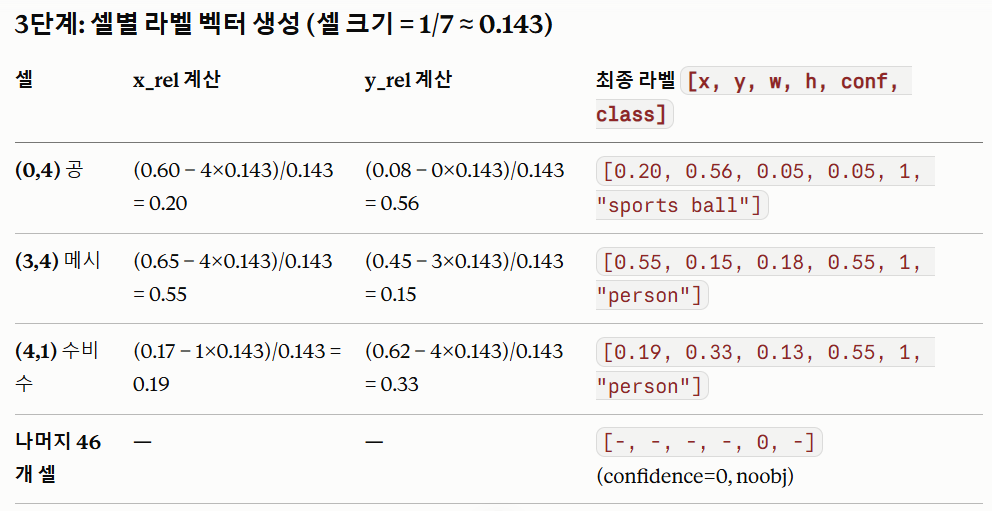 3단계: 셀별 라벨 벡터 생성 (셀 크기 = 1/7 ≈ 0.143)
셀 x_rel 계산 y_rel 계산 최종 라벨 [x, y, w, h, conf,
class]
(0,4) 공 (0.60 − 4×0.143)/0.143 (0.08 − 0×0.143)/0.143 [0.20, 0.56, 0.05, 0.05, 1,
= 0.20 = 0.56 "sports ball"]
(3,4) 메시 (0.65 − 4×0.143)/0.143 (0.45 − 3×0.143)/0.143 [0.55, 0.15, 0.18, 0.55, 1,
= 0.55 = 0.15 "person"]
(4,1) 수비 (0.17 − 1×0.143)/0.143 = (0.62 − 4×0.143)/0.143 [0.19, 0.33, 0.13, 0.55, 1,
수 0.19 = 0.33 "person"]
나머지 46 — — [-, -, -, -, 0, -]
개 셀 (confidence=0, noobj)